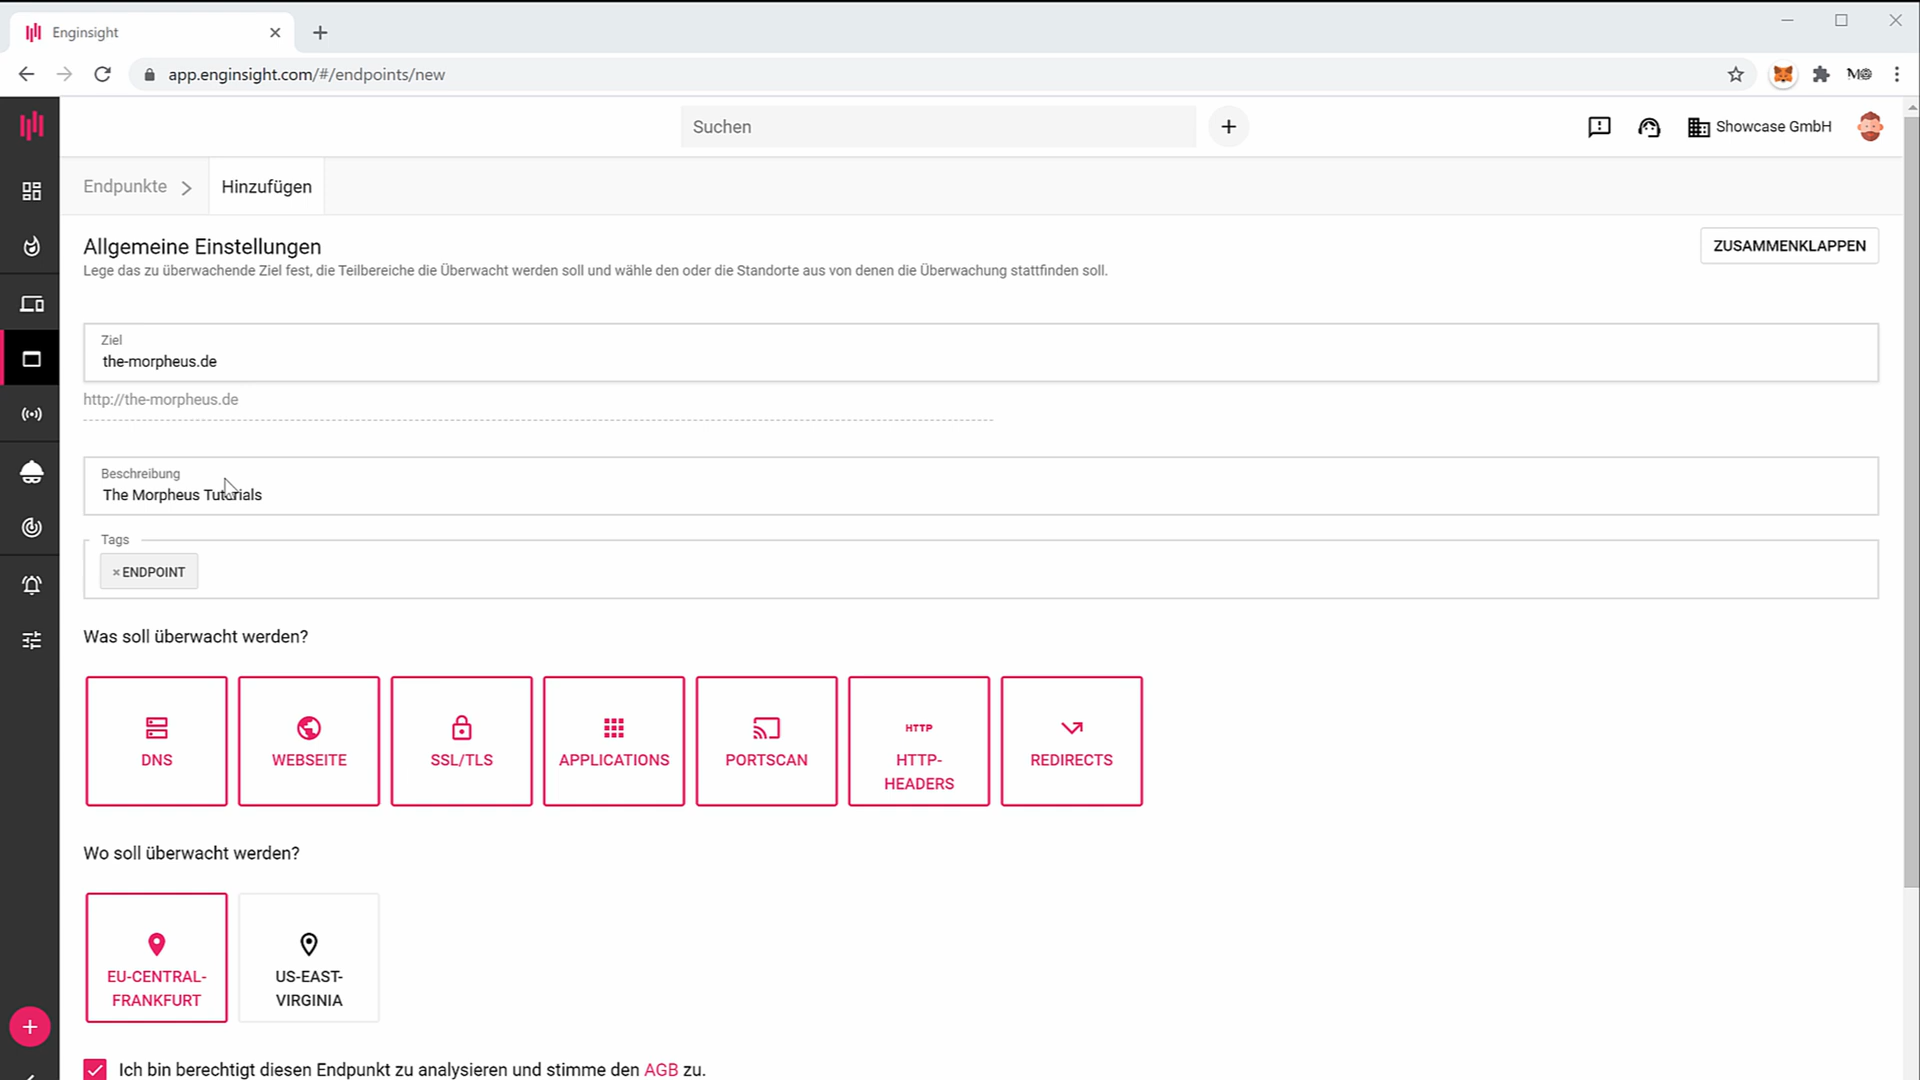 Enginsight
app.enginsight.com/#/endpoints/new
Suchen
Showcase GmbH
Endpunkte
Hinzufügen
Allgemeine Einstellungen
ZUSAMMENKLAPPEN
Lege das zu überwachende Ziel fest, die Teilbereiche die Überwacht werden soll und wähle den oder die Standorte aus von denen die Überwachung stattfinden soll.
Ziel
the-morpheus.de
http://the-morpheus.de
Beschreibung
The Morpheus Tutorials
Tags
× ENDPOINT
Was soll überwacht werden?
DNS
WEBSEITE
SSL/TLS
APPLICATIONS
PORTSCAN
HTTP
HTTP-
HEADERS
REDIRECTS
Wo soll überwacht werden?
EU-CENTRAL-
FRANKFURT
US-EAST-
VIRGINIA
Ich bin berechtigt diesen Endpunkt zu analysieren und stimme den AGB zu.